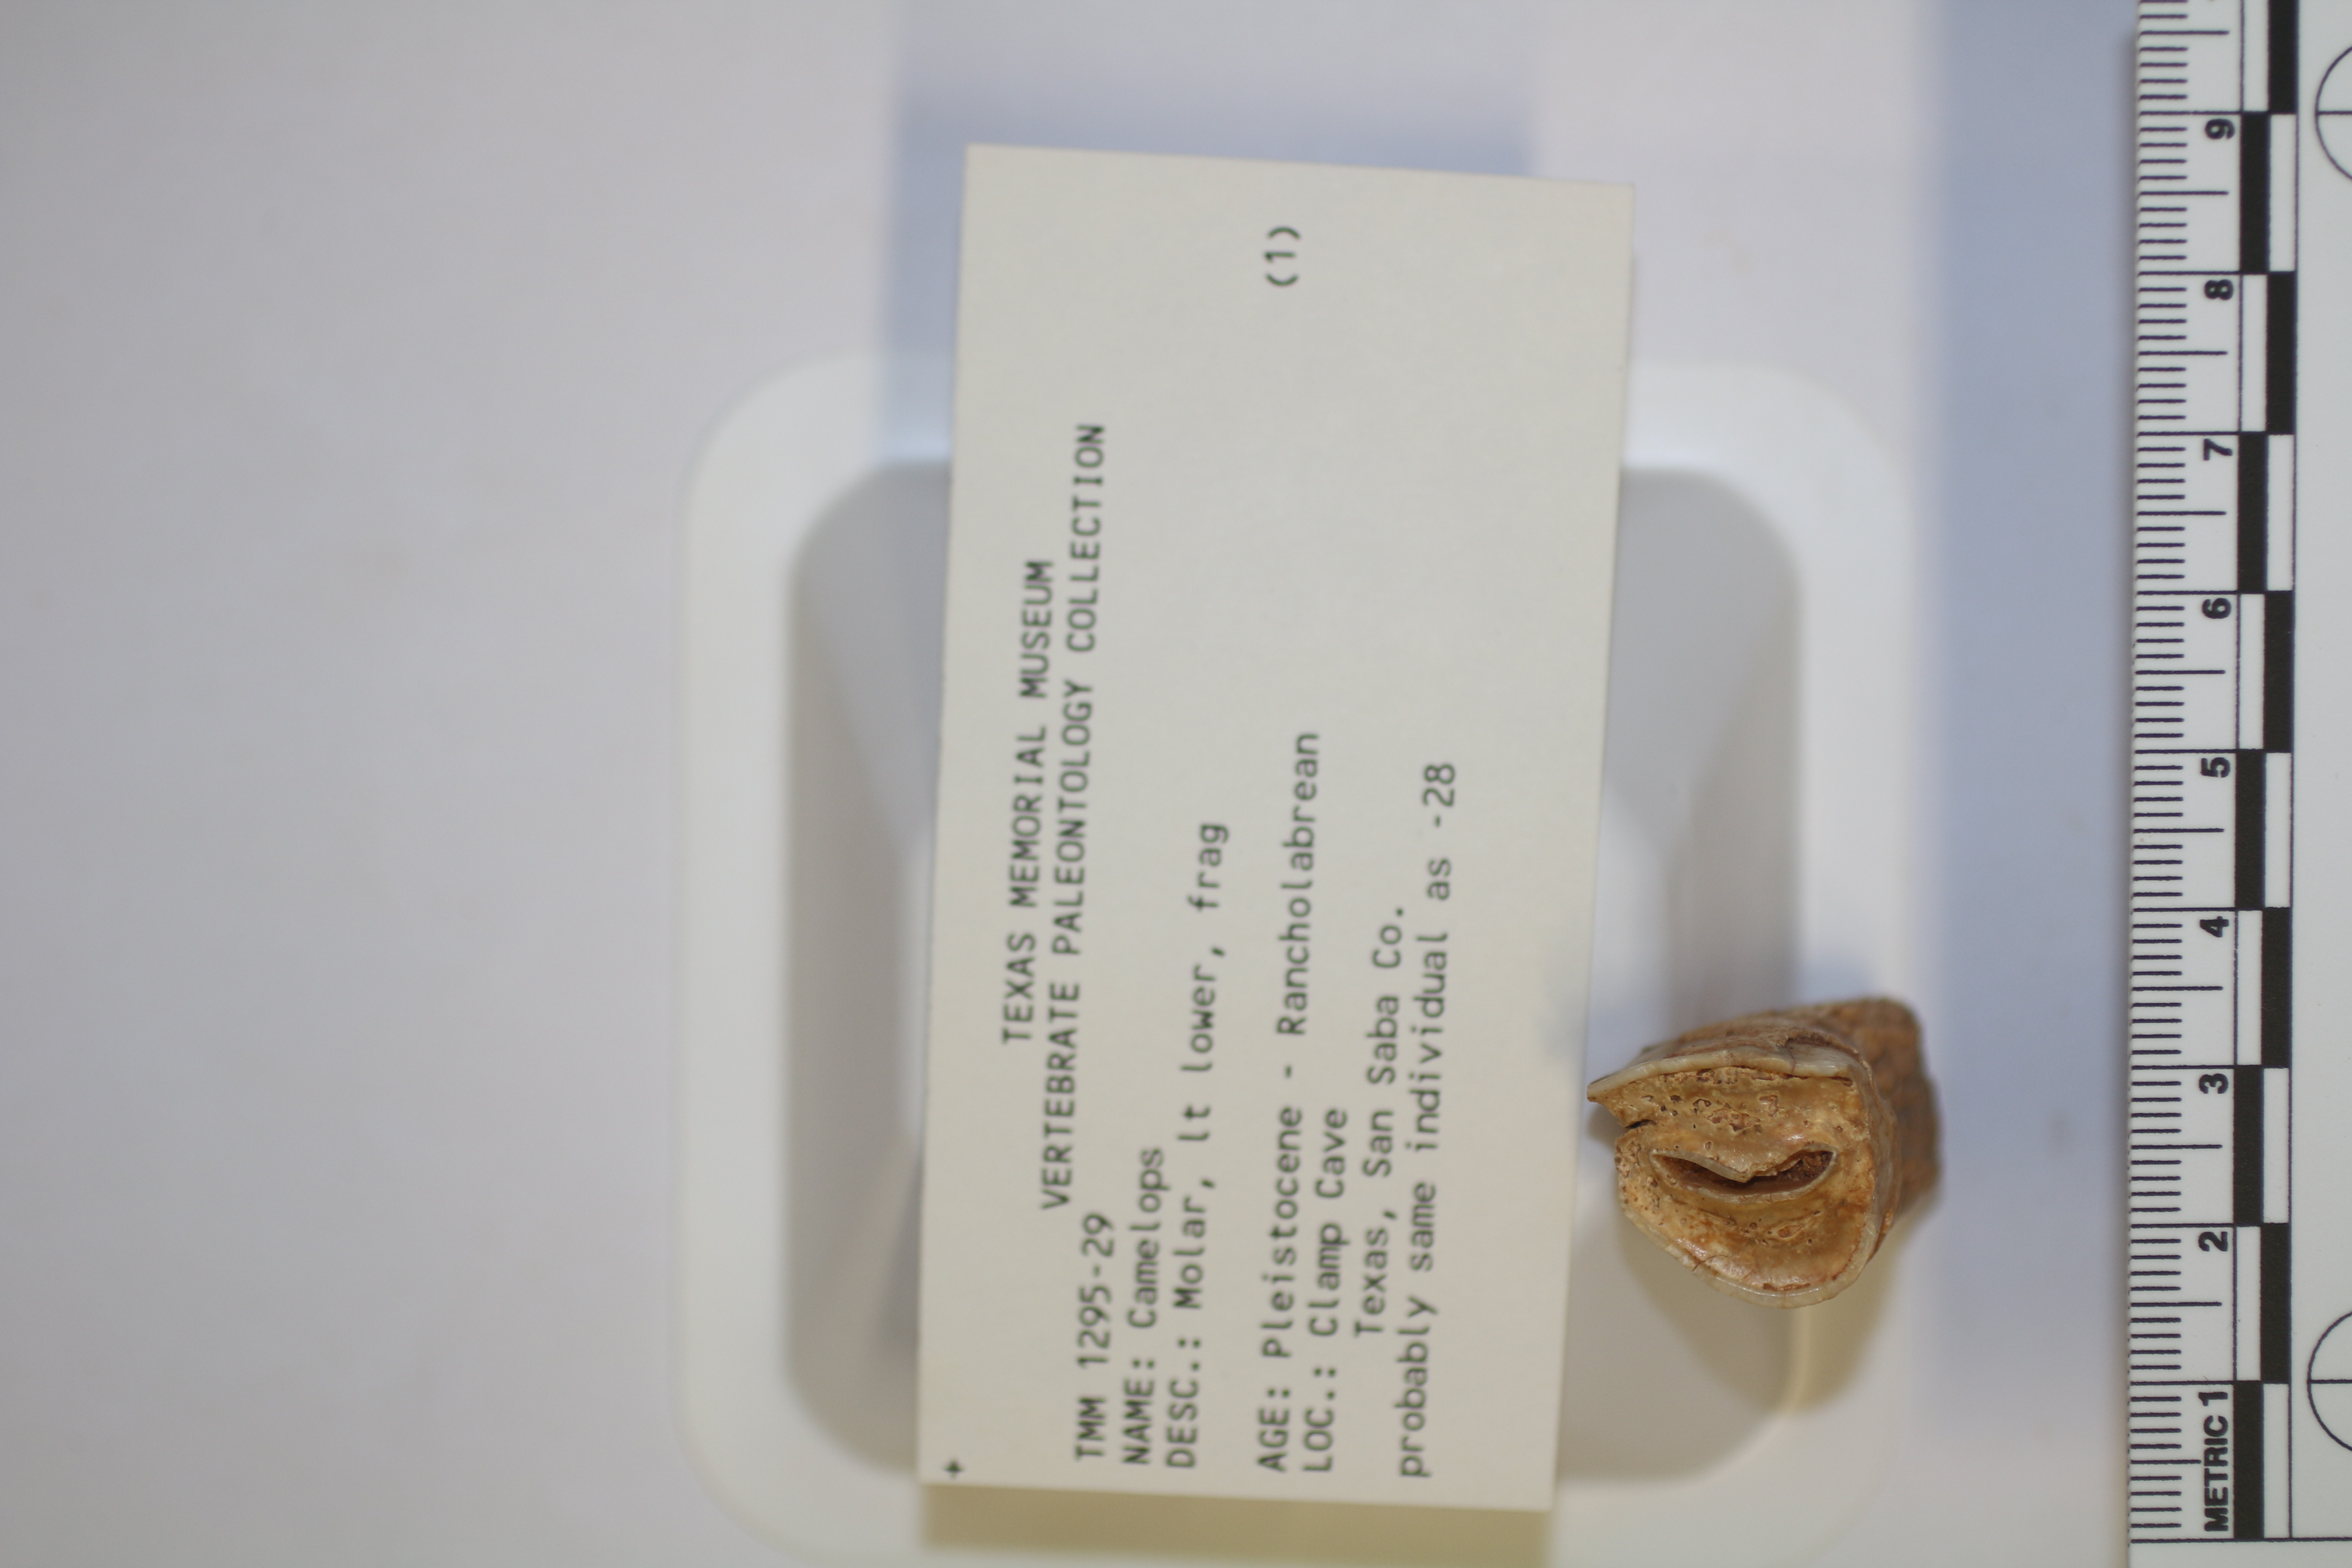 +
TEXAS MEMORIAL MUSEUM
VERTEBRATE PALEONTOLOGY COLLECTION
TMM 1295-29
NAME: Camelops
DESC.: Molar, lt lower, frag
(1)
AGE: Pleistocene - Rancholabrean
LOC.: Clamp Cave
Texas, San Saba Co.
probably same individual as -28
METRIC 1 2 3 4 5 6 7 8 9